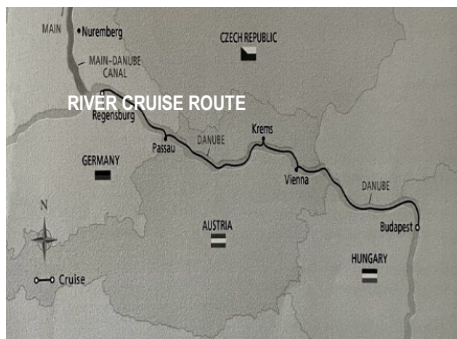 MAIN
Nuremberg
CZECH REPUBLIC
MAIN-DANUBE
CANAL
RIVER CRUISE ROUTE
Regensburg
Krems
Passau
DANUBE
GERMANY
Vienna
DANUBE
N
AUSTRIA
Budapest
HUNGARY
Cruise